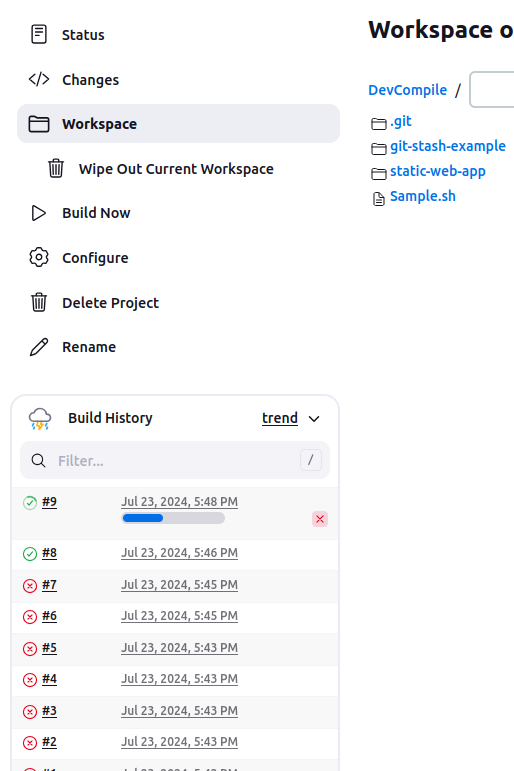 Status
Changes
Workspace
Wipe Out Current Workspace
Build Now
Configure
Delete Project
Rename
Build History
trend
Filter...
/
#9 Jul 23, 2024, 5:48 PM
#8 Jul 23, 2024, 5:46 PM
#7 Jul 23, 2024, 5:45 PM
#6 Jul 23, 2024, 5:45 PM
#5 Jul 23, 2024, 5:43 PM
#4 Jul 23, 2024, 5:43 PM
#3 Jul 23, 2024, 5:43 PM
#2 Jul 23, 2024, 5:43 PM
Workspace o
DevCompile /
.git
git-stash-example
static-web-app
Sample.sh